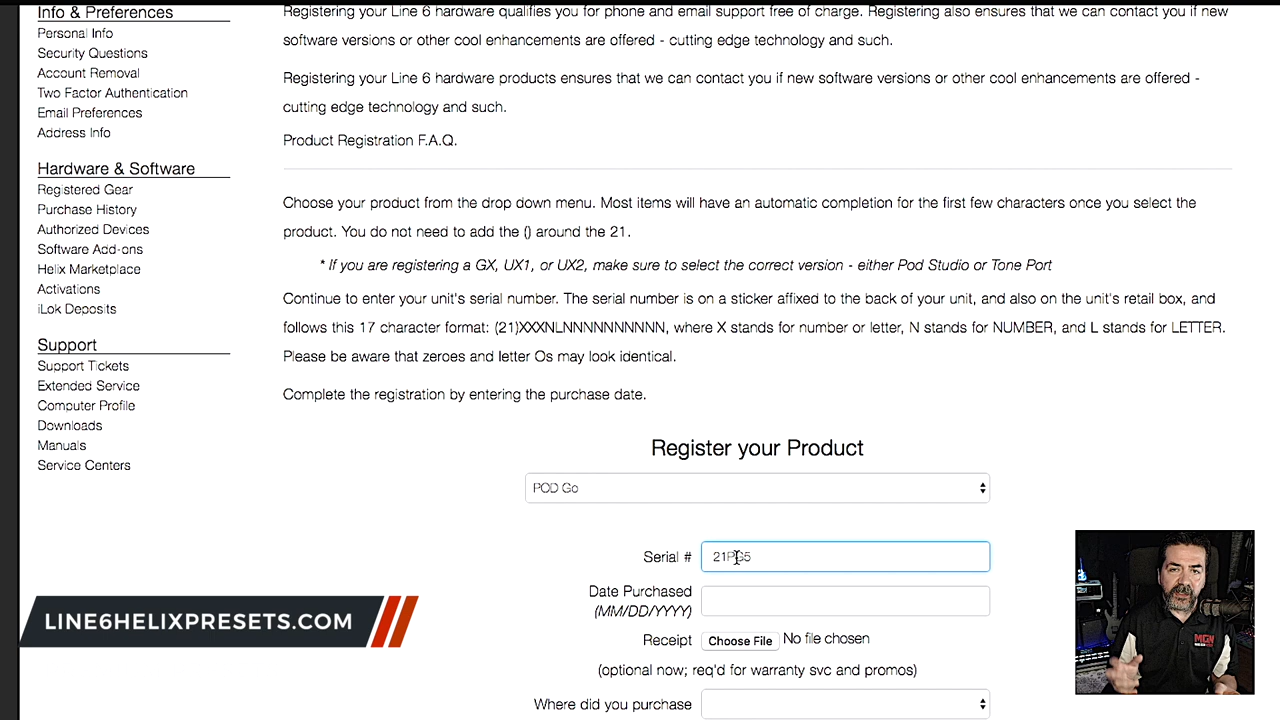 Info & Preferences
Personal Info
Security Questions
Account Removal
Two Factor Authentication
Email Preferences
Address Info
Hardware & Software
Registered Gear
Purchase History
Authorized Devices
Software Add-ons
Helix Marketplace
Activations
iLok Deposits
Support
Support Tickets
Extended Service
Computer Profile
Downloads
Manuals
Service Centers
Registering your Line 6 hardware qualifies you for phone and email support free of charge. Registering also ensures that we can contact you if new
software versions or other cool enhancements are offered - cutting edge technology and such.
Registering your Line 6 hardware products ensures that we can contact you if new software versions or other cool enhancements are offered -
cutting edge technology and such.
Product Registration F.A.Q.
Choose your product from the drop down menu. Most items will have an automatic completion for the first few characters once you select the
product. You do not need to add the () around the 21.
* If you are registering a GX, UX1, or UX2, make sure to select the correct version - either Pod Studio or Tone Port
Continue to enter your unit's serial number. The serial number is on a sticker affixed to the back of your unit, and also on the unit's retail box, and
follows this 17 character format: (21)XXXNLNNNNNNNNNN, where X stands for number or letter, N stands for NUMBER, and L stands for LETTER.
Please be aware that zeroes and letter Os may look identical.
Complete the registration by entering the purchase date.
Register your Product
POD Go
Serial # 21PG5
Date Purchased
(MM/DD/YYYY)
Receipt Choose File No file chosen
(optional now; req'd for warranty svc and promos)
Where did you purchase
LINE6HELIXPRESETS.COM
MGN